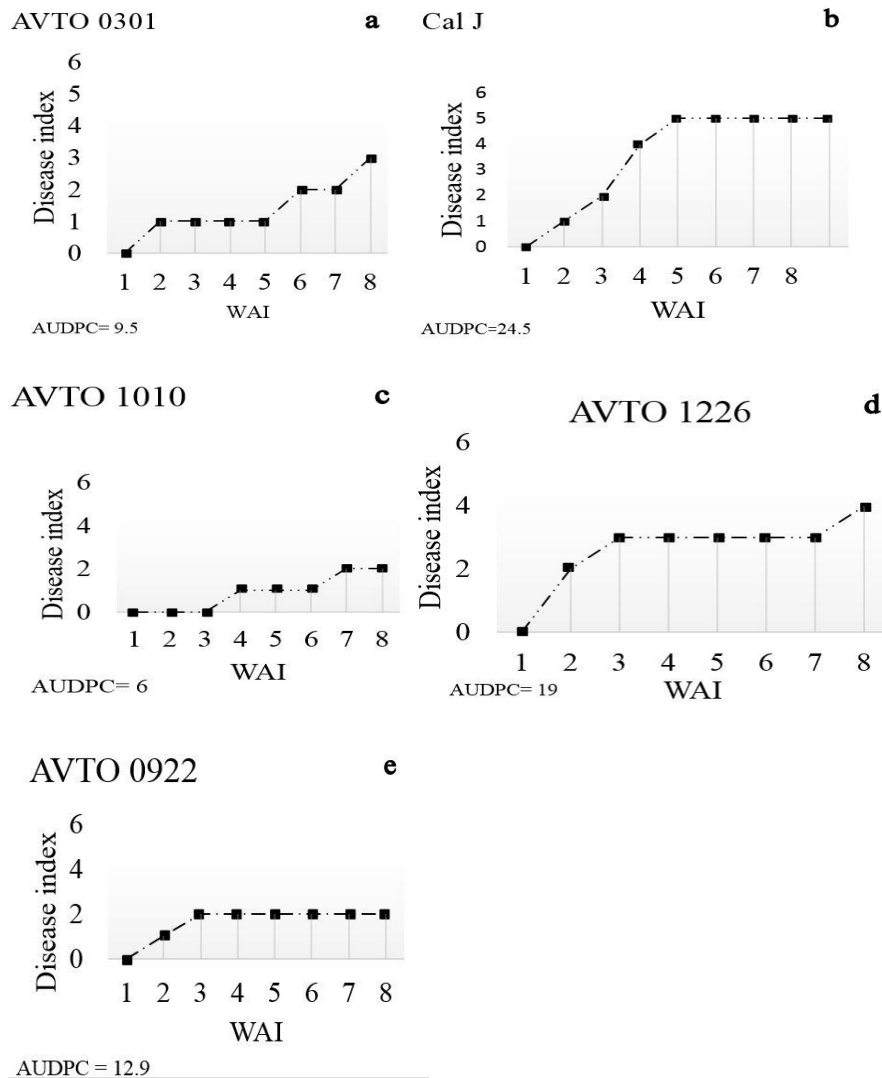 AVTO 0301 a
6
5
4
3
2
1
0
Disease index
1 2 3 4 5 6 7 8
WAI
AUDPC= 9.5
Cal J b
6
5
4
3
2
1
0
Disease index
1 2 3 4 5 6 7 8
WAI
AUDPC=24.5
AVTO 1010 c
6
4
2
0
Disease index
1 2 3 4 5 6 7 8
WAI
AUDPC= 6
AVTO 1226 d
6
4
2
0
Disease index
1 2 3 4 5 6 7 8
WAI
AUDPC= 19
AVTO 0922 e
6
4
2
0
Disease index
1 2 3 4 5 6 7 8
WAI
AUDPC = 12.9